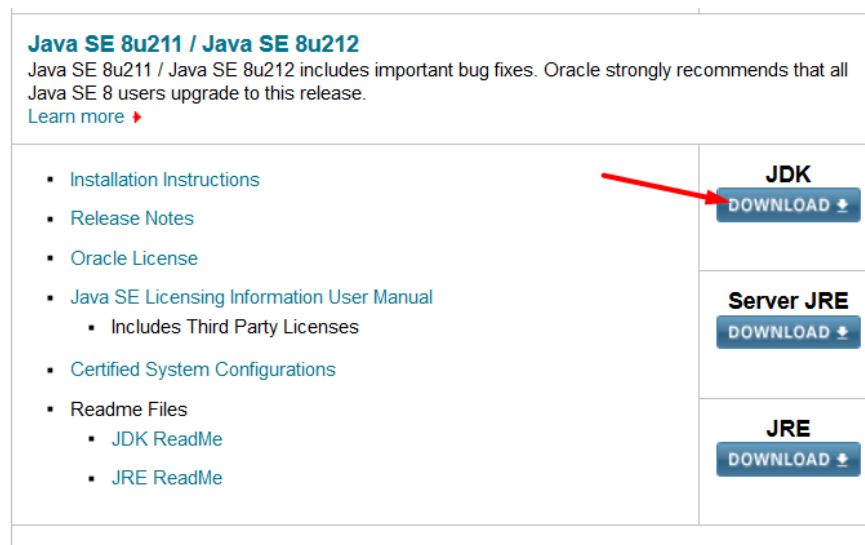 Java SE 8u211 / Java SE 8u212
Java SE 8u211 / Java SE 8u212 includes important bug fixes. Oracle strongly recommends that all
Java SE 8 users upgrade to this release.
Learn more
Installation Instructions
Release Notes
Oracle License
Java SE Licensing Information User Manual
Includes Third Party Licenses
Certified System Configurations
Readme Files
JDK ReadMe
JRE ReadMe
JDK
DOWNLOAD
Server JRE
DOWNLOAD
JRE
DOWNLOAD